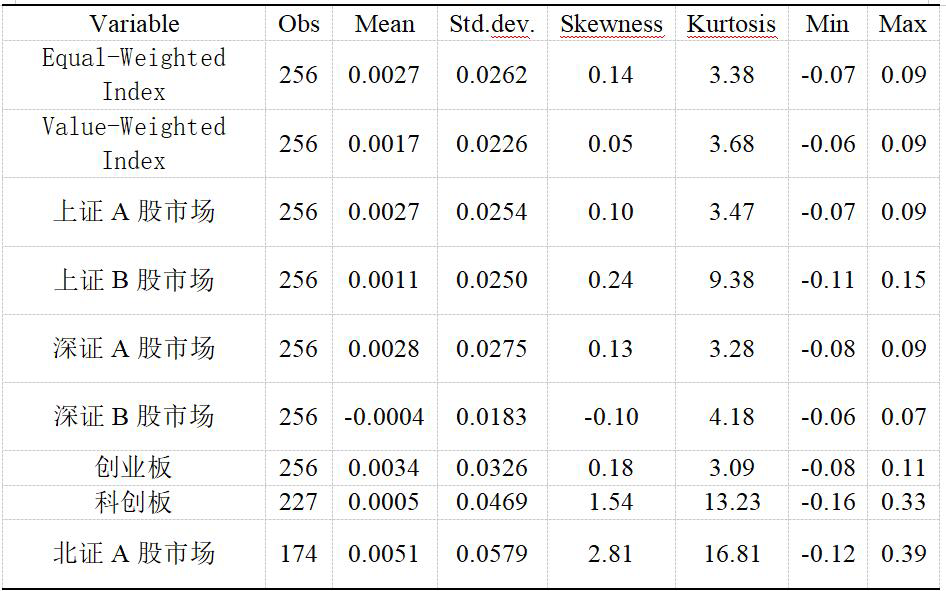 Variable Obs Mean Std.dev. Skewness Kurtosis Min Max
Equal-Weighted
Index 256 0.0027 0.0262 0.14 3.38 -0.07 0.09
Value-Weighted
Index 256 0.0017 0.0226 0.05 3.68 -0.06 0.09
上证 A 股市场 256 0.0027 0.0254 0.10 3.47 -0.07 0.09
上证 B 股市场 256 0.0011 0.0250 0.24 9.38 -0.11 0.15
深证 A 股市场 256 0.0028 0.0275 0.13 3.28 -0.08 0.09
深证 B 股市场 256 -0.0004 0.0183 -0.10 4.18 -0.06 0.07
创业板 256 0.0034 0.0326 0.18 3.09 -0.08 0.11
科创板 227 0.0005 0.0469 1.54 13.23 -0.16 0.33
北证 A 股市场 174 0.0051 0.0579 2.81 16.81 -0.12 0.39